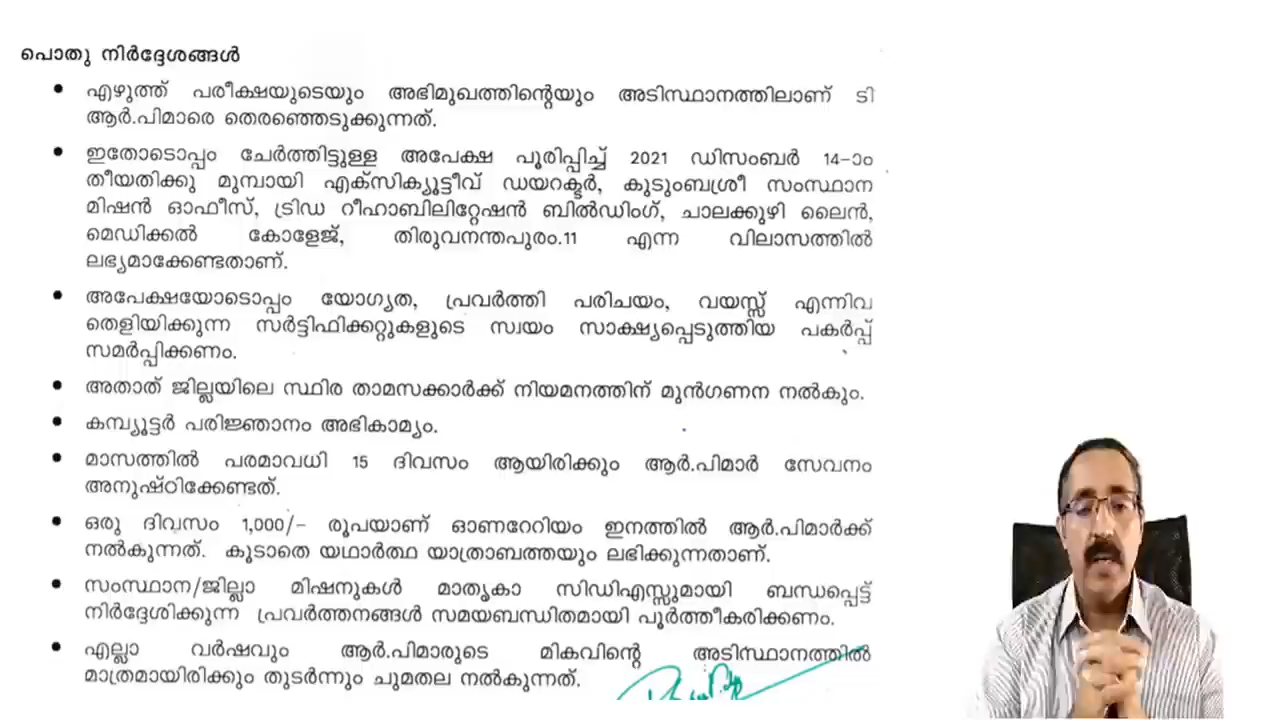 പൊതു നിർദ്ദേശങ്ങൾ
• എഴുത്ത് പരീക്ഷയുടെയും അഭിമുഖത്തിന്റെയും അടിസ്ഥാനത്തിലാണ് ടി
ആർ.പിമാരെ തെരഞ്ഞെടുക്കുന്നത്.
• ഇതോടൊപ്പം ചേർത്തിട്ടുള്ള അപേക്ഷ പൂരിപ്പിച്ച് 2021 ഡിസംബർ 14-ാം
തീയതിക്കു മുമ്പായി എക്സിക്യൂട്ടീവ് ഡയറക്ടർ, കുടുംബശ്രീ സംസ്ഥാന
മിഷൻ ഓഫീസ്, ട്രിഡ റീഹാബിലിറ്റേഷൻ ബിൽഡിംഗ്, ചാലക്കുഴി ലൈൻ,
മെഡിക്കൽ കോളേജ്, തിരുവനന്തപുരം.11 എന്ന വിലാസത്തിൽ
ലഭ്യമാക്കേണ്ടതാണ്.
• അപേക്ഷയോടൊപ്പം യോഗ്യത, പ്രവർത്തി പരിചയം, വയസ്സ് എന്നിവ
തെളിയിക്കുന്ന സർട്ടിഫിക്കറ്റുകളുടെ സ്വയം സാക്ഷ്യപ്പെടുത്തിയ പകർപ്പ്
സമർപ്പിക്കണം.
• അതാത് ജില്ലയിലെ സ്ഥിര താമസക്കാർക്ക് നിയമനത്തിന് മുൻഗണന നൽകും.
• കമ്പ്യൂട്ടർ പരിജ്ഞാനം അഭികാമ്യം.
• മാസത്തിൽ പരമാവധി 15 ദിവസം ആയിരിക്കും ആർ.പിമാർ സേവനം
അനുഷ്ഠിക്കേണ്ടത്.
• ഒരു ദിവസം 1,000/- രൂപയാണ് ഓണറേറിയം ഇനത്തിൽ ആർ.പിമാർക്ക്
നൽകുന്നത്. കൂടാതെ യഥാർത്ഥ യാത്രാബത്തയും ലഭിക്കുന്നതാണ്.
• സംസ്ഥാന/ജില്ലാ മിഷനുകൾ മാതൃകാ സിഡിഎസ്സുമായി ബന്ധപ്പെട്ട്
നിർദ്ദേശിക്കുന്ന പ്രവർത്തനങ്ങൾ സമയബന്ധിതമായി പൂർത്തീകരിക്കണം.
• എല്ലാ വർഷവും ആർ.പിമാരുടെ മികവിന്റെ അടിസ്ഥാനത്തിൽ
മാത്രമായിരിക്കും തുടർന്നും ചുമതല നൽകുന്നത്.